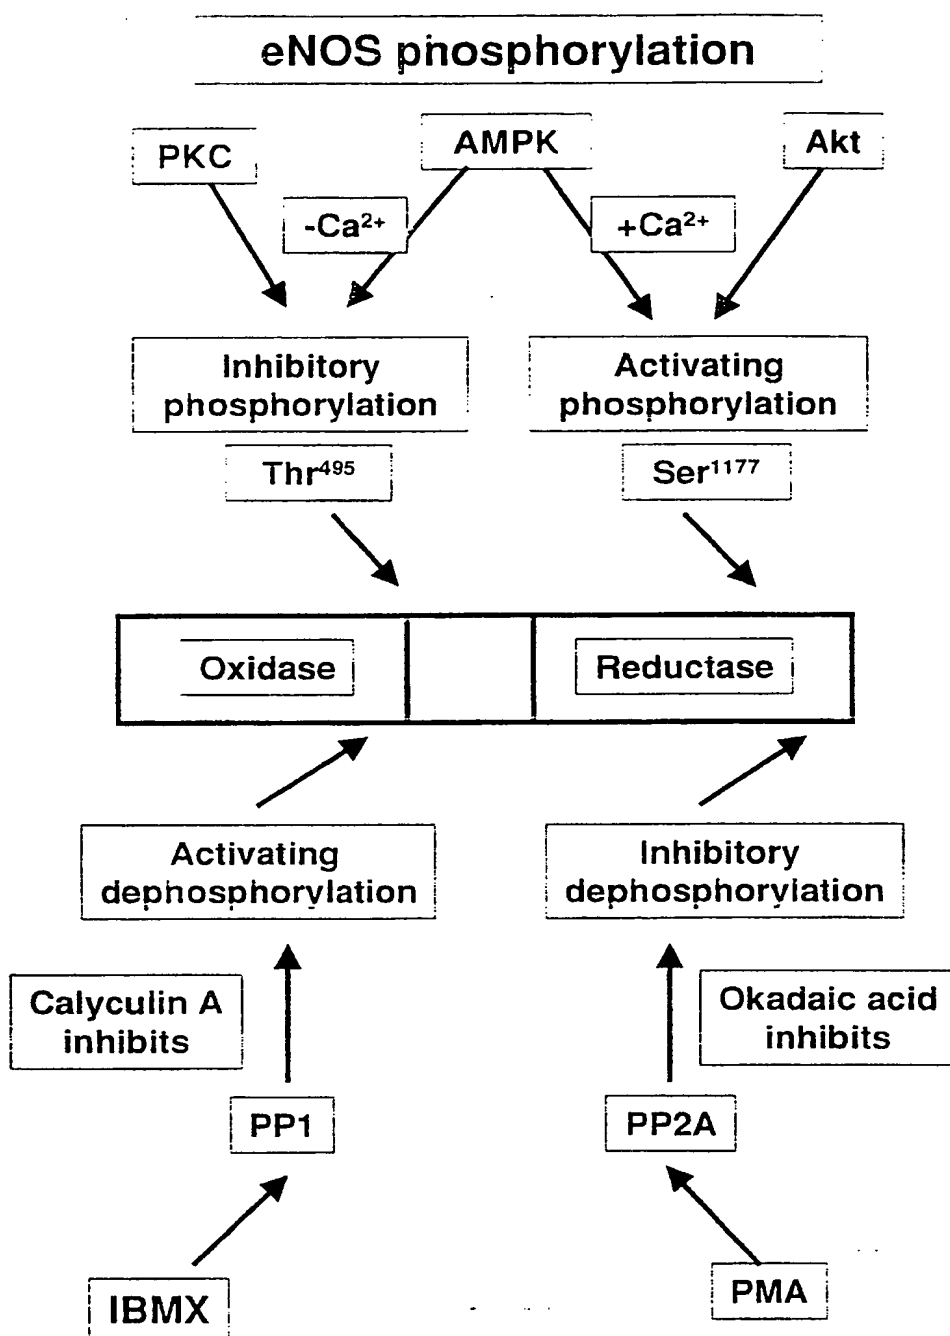 eNOS phosphorylation
PKC
AMPK
Akt
-Ca²⁺
+Ca²⁺
Inhibitory
phosphorylation
Activating
phosphorylation
Thr⁴⁹⁵
Ser¹¹⁷⁷
Oxidase
Reductase
Activating
dephosphorylation
Inhibitory
dephosphorylation
Calyculin A
inhibits
Okadaic acid
inhibits
PP1
PP2A
IBMX
PMA